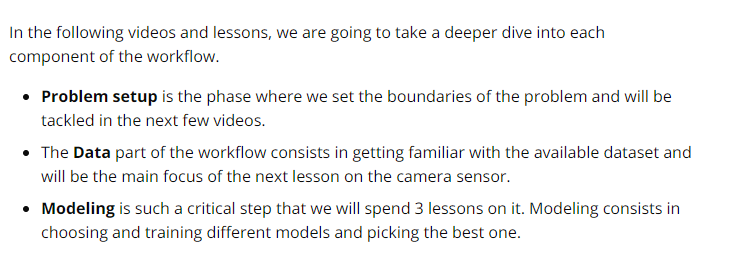 In the following videos and lessons, we are going to take a deeper dive into each
component of the workflow.
• Problem setup is the phase where we set the boundaries of the problem and will be
tackled in the next few videos.
• The Data part of the workflow consists in getting familiar with the available dataset and
will be the main focus of the next lesson on the camera sensor.
• Modeling is such a critical step that we will spend 3 lessons on it. Modeling consists in
choosing and training different models and picking the best one.